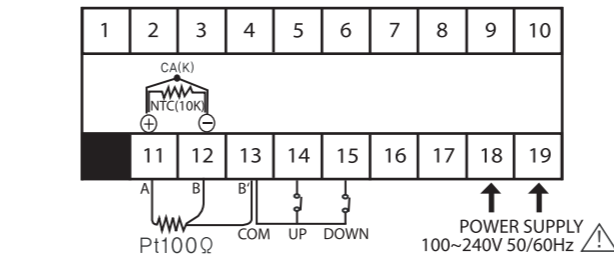 1 2 3 4 5 6 7 8 9 10
CA(K)
NTC(10K)
+ −
11 12 13 14 15 16 17 18 19
A B B'
COM UP DOWN
Pt100Ω
POWER SUPPLY
100~240V 50/60Hz